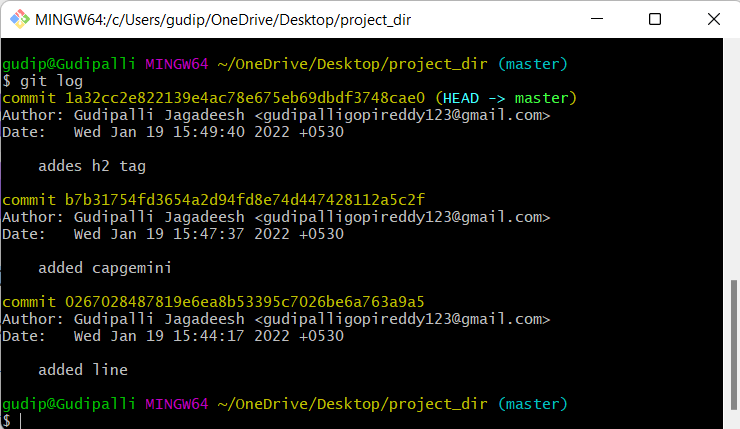 MINGW64:/c/Users/gudip/OneDrive/Desktop/project_dir
gudip@Gudipalli MINGW64 ~/OneDrive/Desktop/project_dir (master)
$ git log
commit 1a32cc2e822139e4ac78e675eb69dbdf3748cae0 (HEAD -> master)
Author: Gudipalli Jagadeesh <gudipalligopireddy123@gmail.com>
Date:   Wed Jan 19 15:49:40 2022 +0530
addes h2 tag
commit b7b31754fd3654a2d94fd8e74d447428112a5c2f
Author: Gudipalli Jagadeesh <gudipalligopireddy123@gmail.com>
Date:   Wed Jan 19 15:47:37 2022 +0530
added capgemini
commit 0267028487819e6ea8b53395c7026be6a763a9a5
Author: Gudipalli Jagadeesh <gudipalligopireddy123@gmail.com>
Date:   Wed Jan 19 15:44:17 2022 +0530
added line
gudip@Gudipalli MINGW64 ~/OneDrive/Desktop/project_dir (master)
$